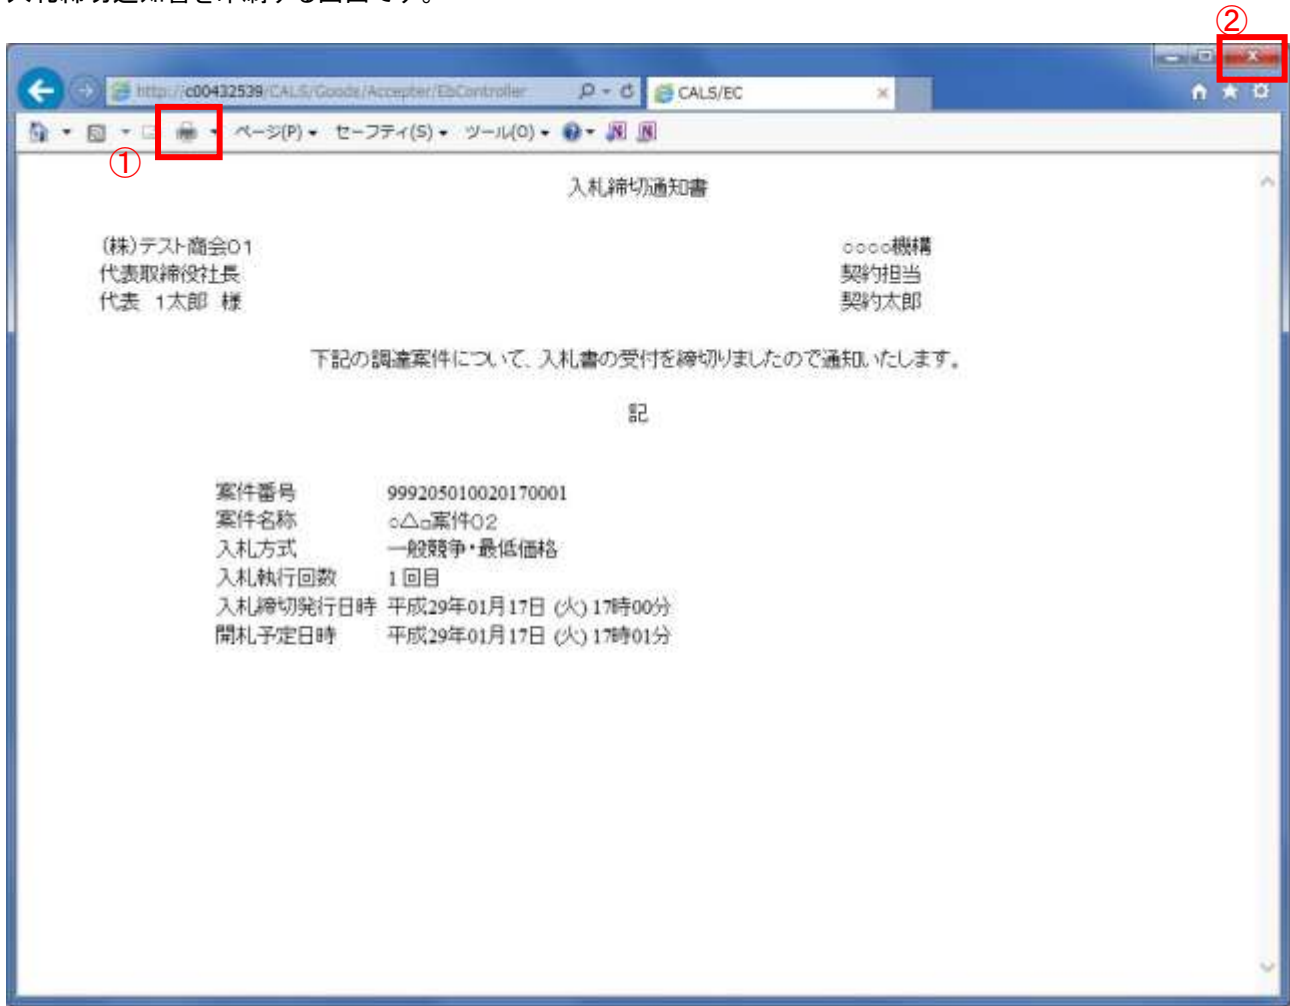 入札締切通知書を印刷する画面です。
②
http://c00432539/CALS/Goods/Accepter/EbController
CALS/EC
ページ(P) セーフティ(S) ツール(O)
①
入札締切通知書
(株)テスト商会01
○○○○機構
代表取締役社長
契約担当
代表 1太郎 様
契約太郎
下記の調達案件について、入札書の受付を締切りましたので通知いたします。
記
案件番号 999205010020170001
案件名称 ○△□案件02
入札方式 一般競争・最低価格
入札執行回数 1回目
入札締切発行日時 平成29年01月17日 (火) 17時00分
開札予定日時 平成29年01月17日 (火) 17時01分